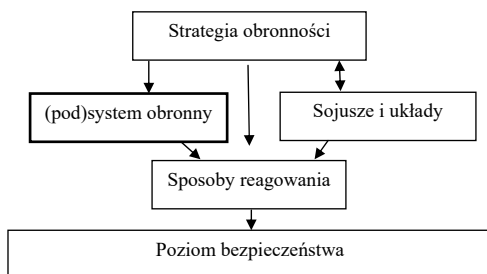 Strategia obronności
(pod)system obronny
Sojusze i układy
Sposoby reagowania
Poziom bezpieczeństwa